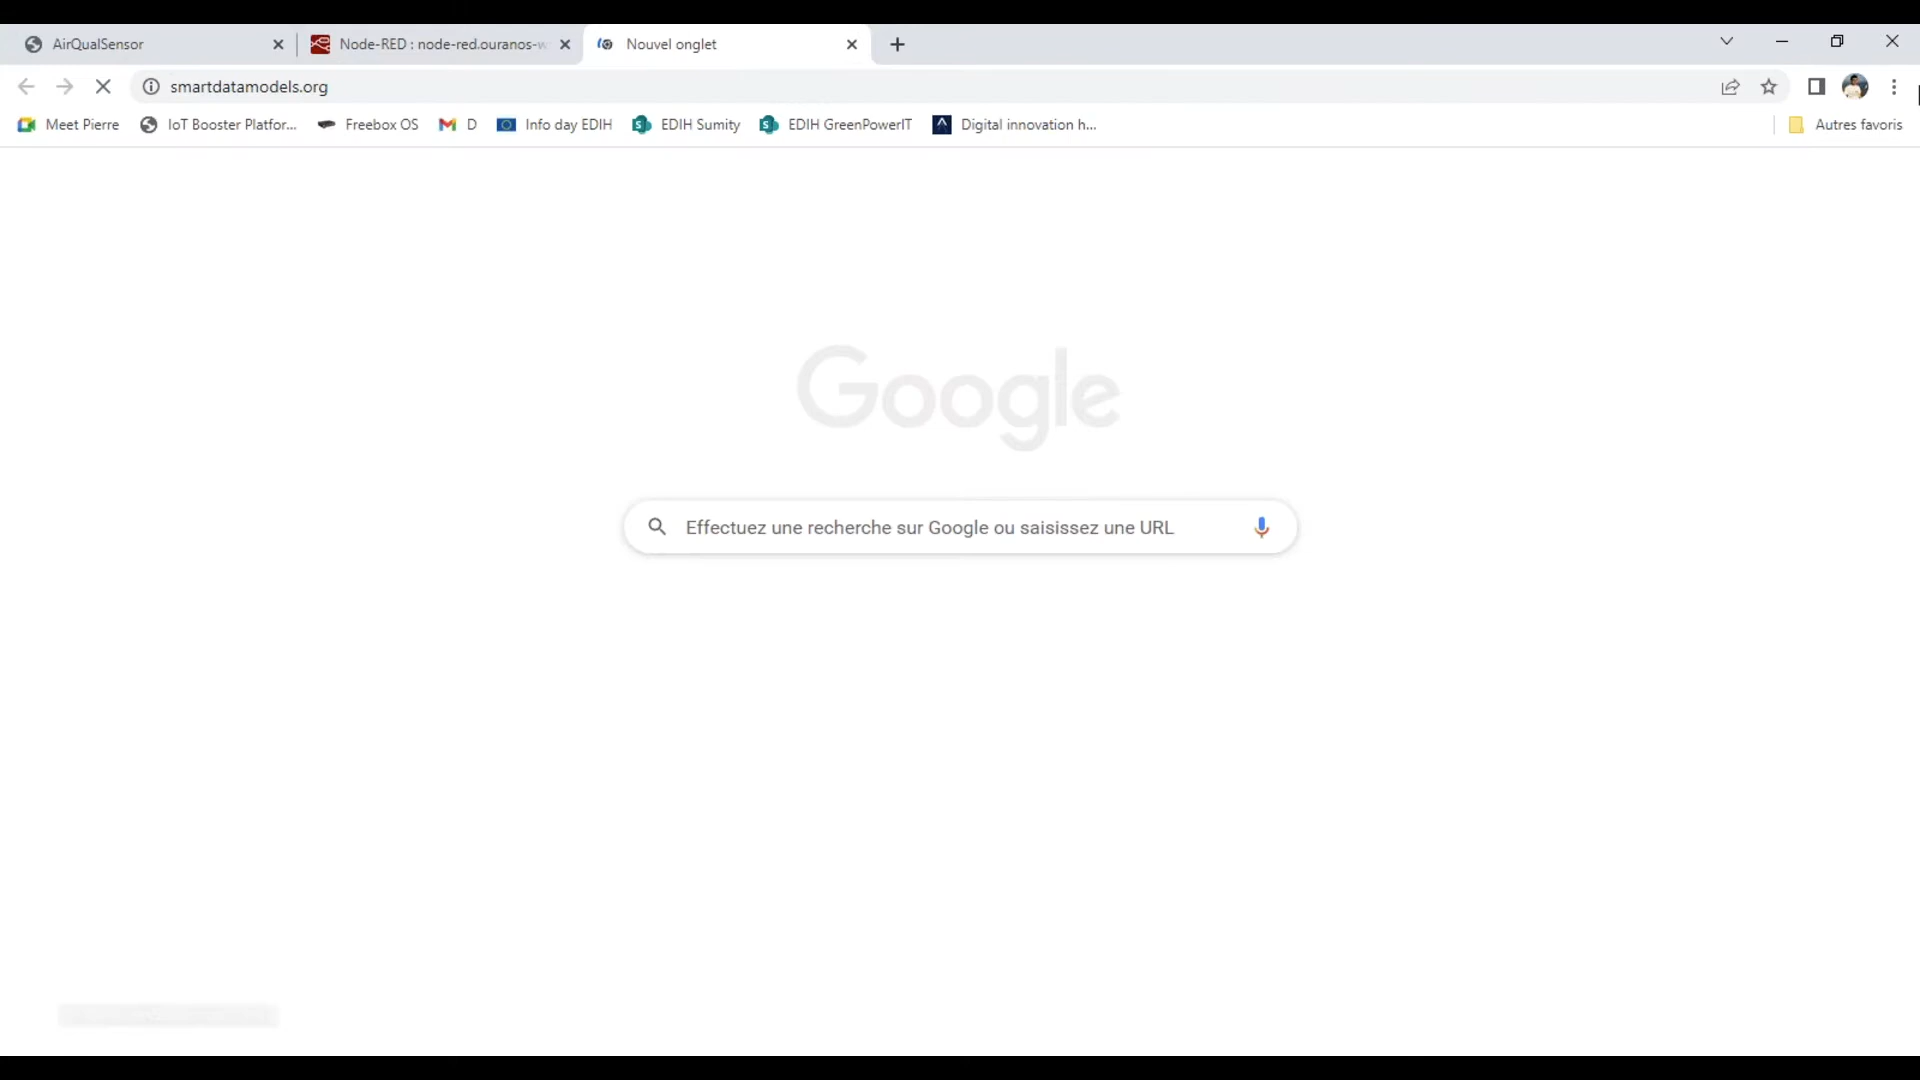 AirQualSensor
Node-RED : node-red.ouranos-w
Nouvel onglet
smartdatamodels.org
Meet Pierre
IoT Booster Platfor...
Freebox OS
D
Info day EDIH
EDIH Sumity
EDIH GreenPowerIT
Digital innovation h...
Autres favoris
Google
Effectuez une recherche sur Google ou saisissez une URL